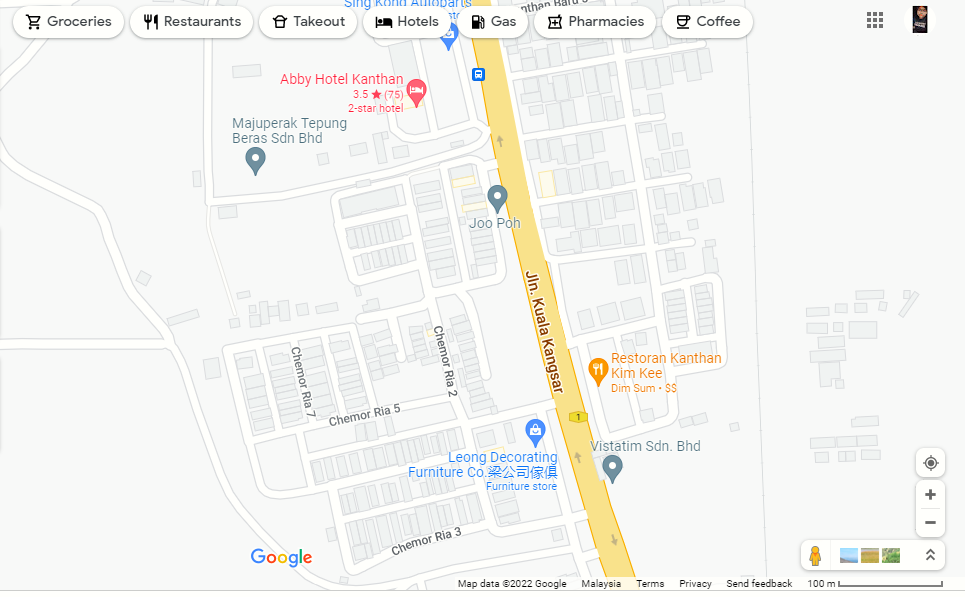 Groceries
Restaurants
Takeout
Hotels
Gas
Pharmacies
Coffee
Sing Kong Autoparts
Abby Hotel Kanthan
3.5 ★ (75)
2-star hotel
Majuperak Tepung
Beras Sdn Bhd
Joo Poh
Jln. Kuala Kangsar
Restoran Kanthan
Kim Kee
Dim Sum • $$
Chemor Ria 2
Chemor Ria 7
Chemor Ria 5
1
Vistatim Sdn. Bhd
Leong Decorating
Furniture Co.梁公司傢俱
Furniture store
Chemor Ria 3
Google
Map data ©2022 Google
Malaysia
Terms
Privacy
Send feedback
100 m